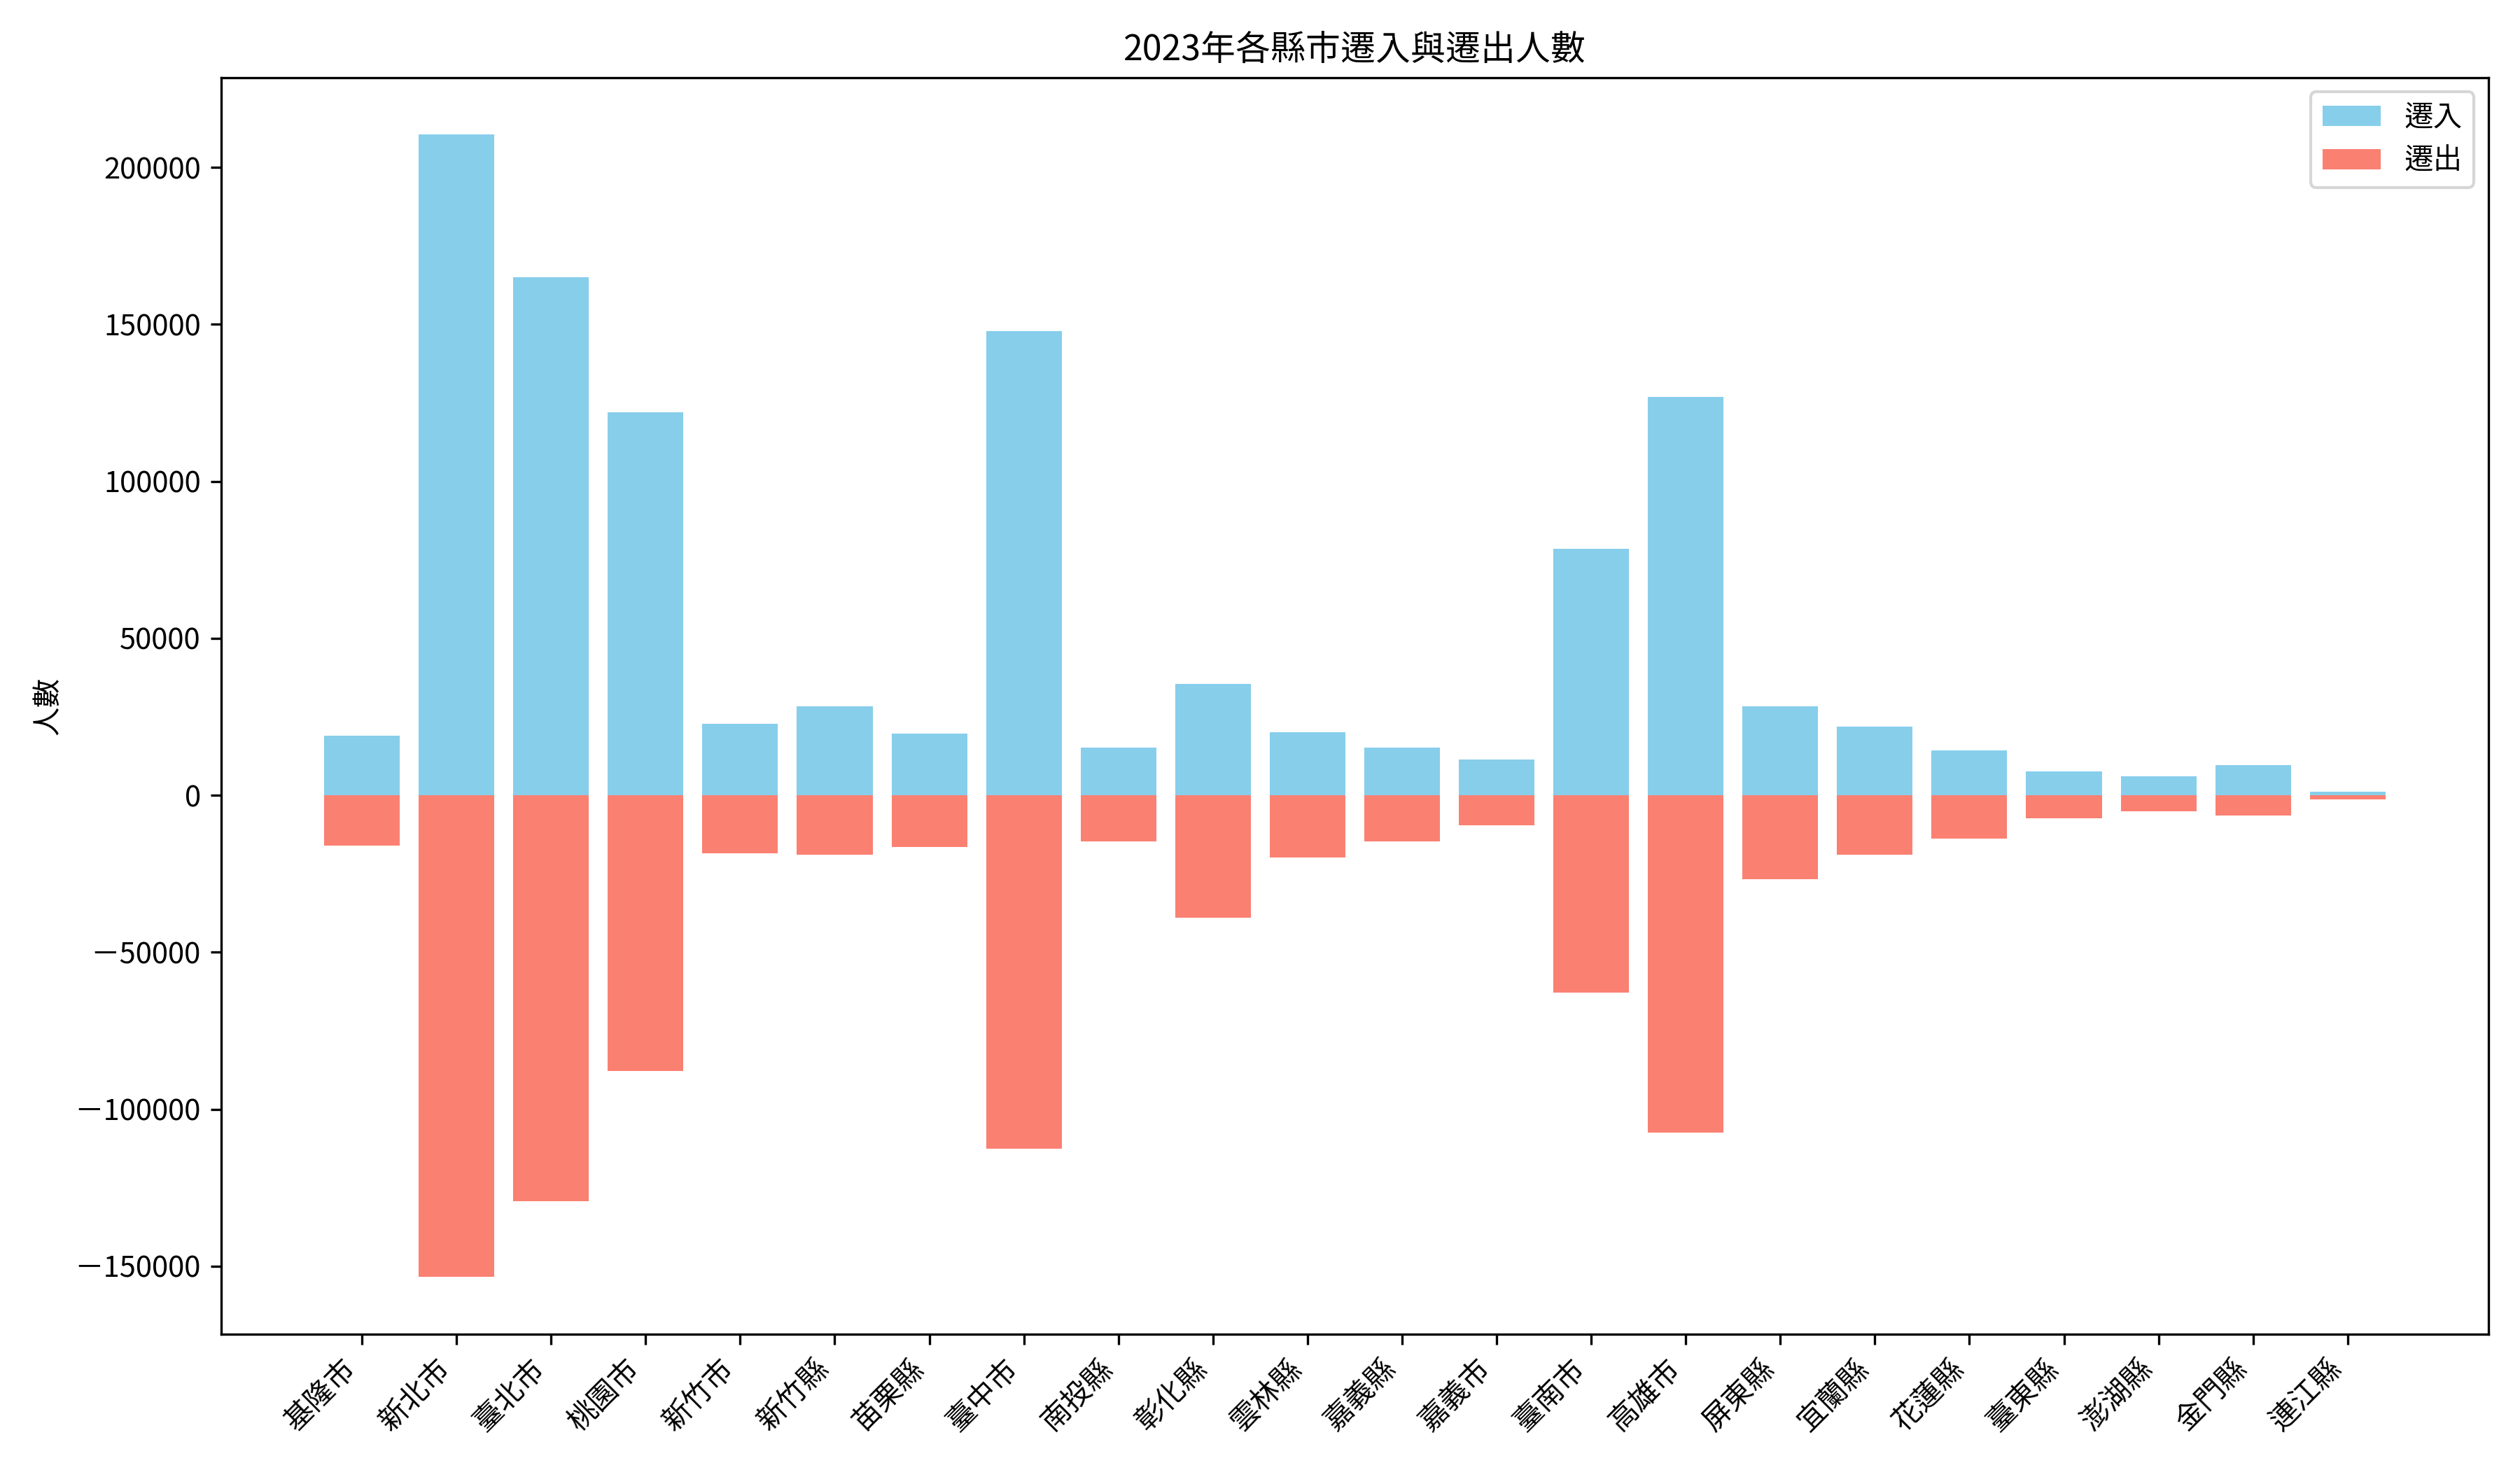 2023年各縣市遷入與遷出人數
遷入
遷出
人數
200000
150000
100000
50000
0
−50000
−100000
−150000
基隆市
新北市
臺北市
桃園市
新竹市
新竹縣
苗栗縣
臺中市
南投縣
彰化縣
雲林縣
嘉義縣
嘉義市
臺南市
高雄市
屏東縣
宜蘭縣
花蓮縣
臺東縣
澎湖縣
金門縣
連江縣